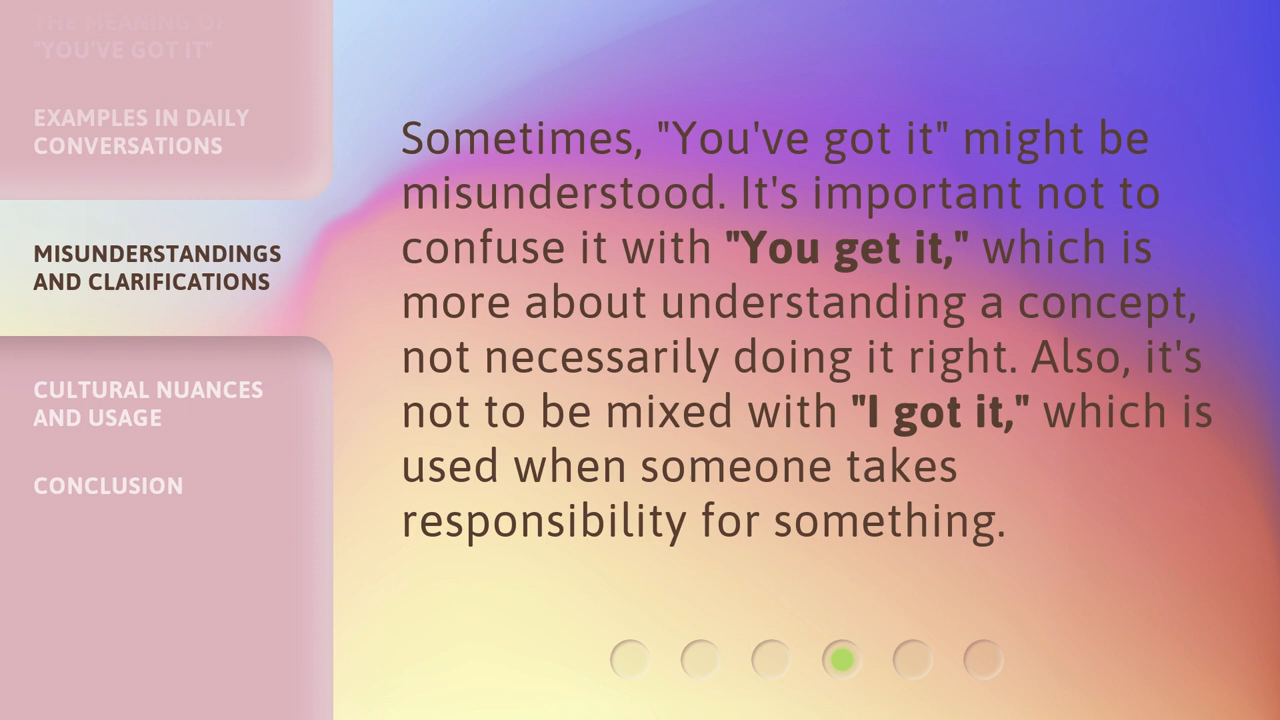 THE MEANING OF
"YOU'VE GOT IT"
EXAMPLES IN DAILY
CONVERSATIONS
MISUNDERSTANDINGS
AND CLARIFICATIONS
CULTURAL NUANCES
AND USAGE
CONCLUSION
Sometimes, "You've got it" might be
misunderstood. It's important not to
confuse it with "You get it," which is
more about understanding a concept,
not necessarily doing it right. Also, it's
not to be mixed with "I got it," which is
used when someone takes
responsibility for something.